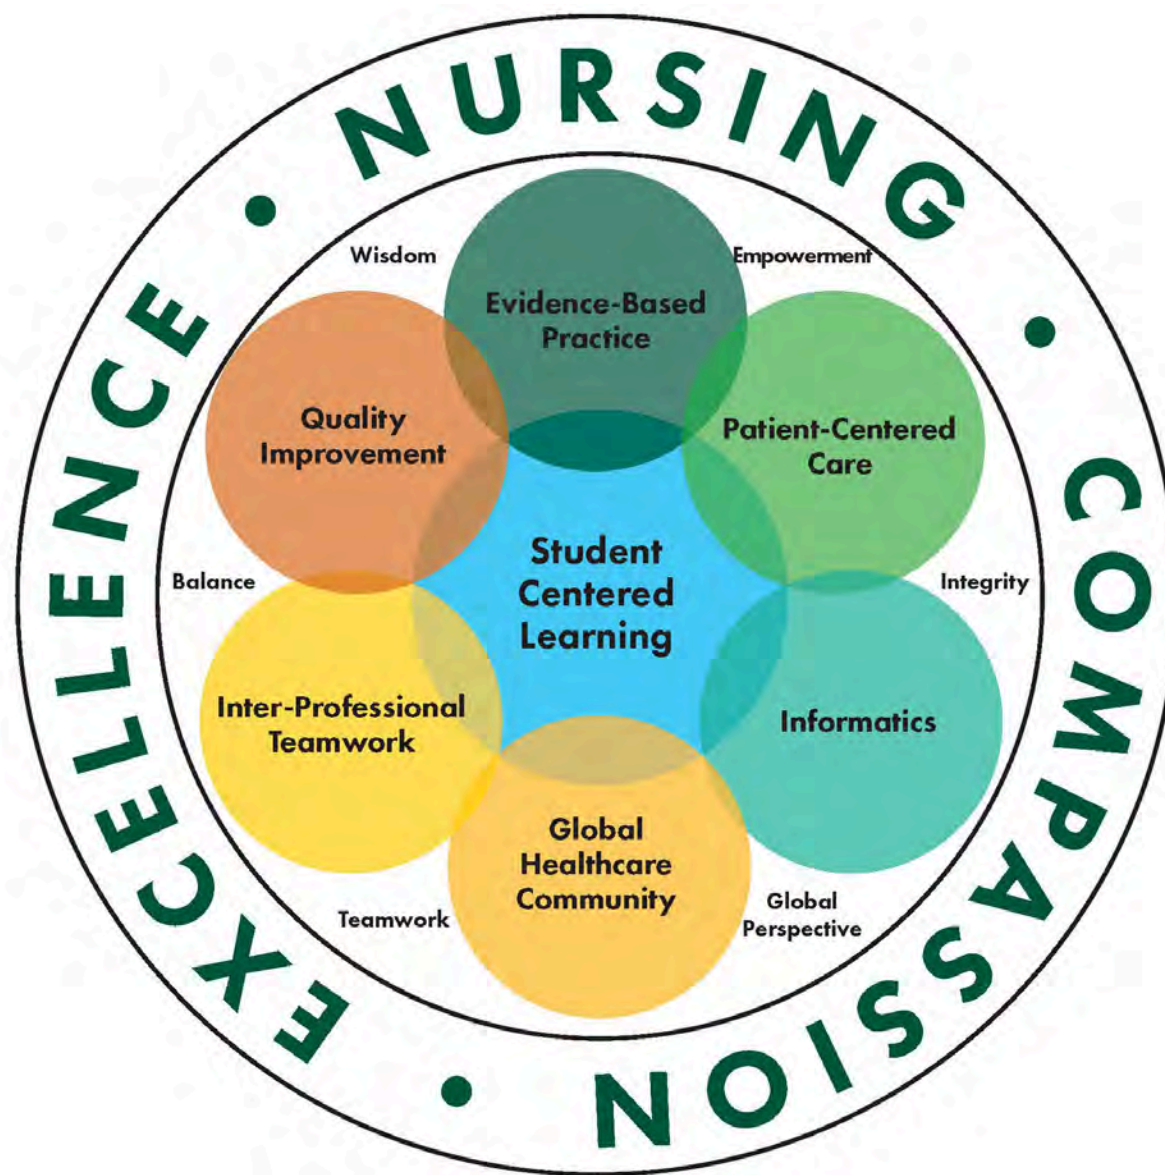 • NURSING • COMPASSION • EXCELLENCE
Wisdom
Empowerment
Evidence-Based
Practice
Quality
Improvement
Patient-Centered
Care
Student
Centered
Learning
Balance
Integrity
Inter-Professional
Teamwork
Informatics
Global
Healthcare
Community
Teamwork
Global
Perspective